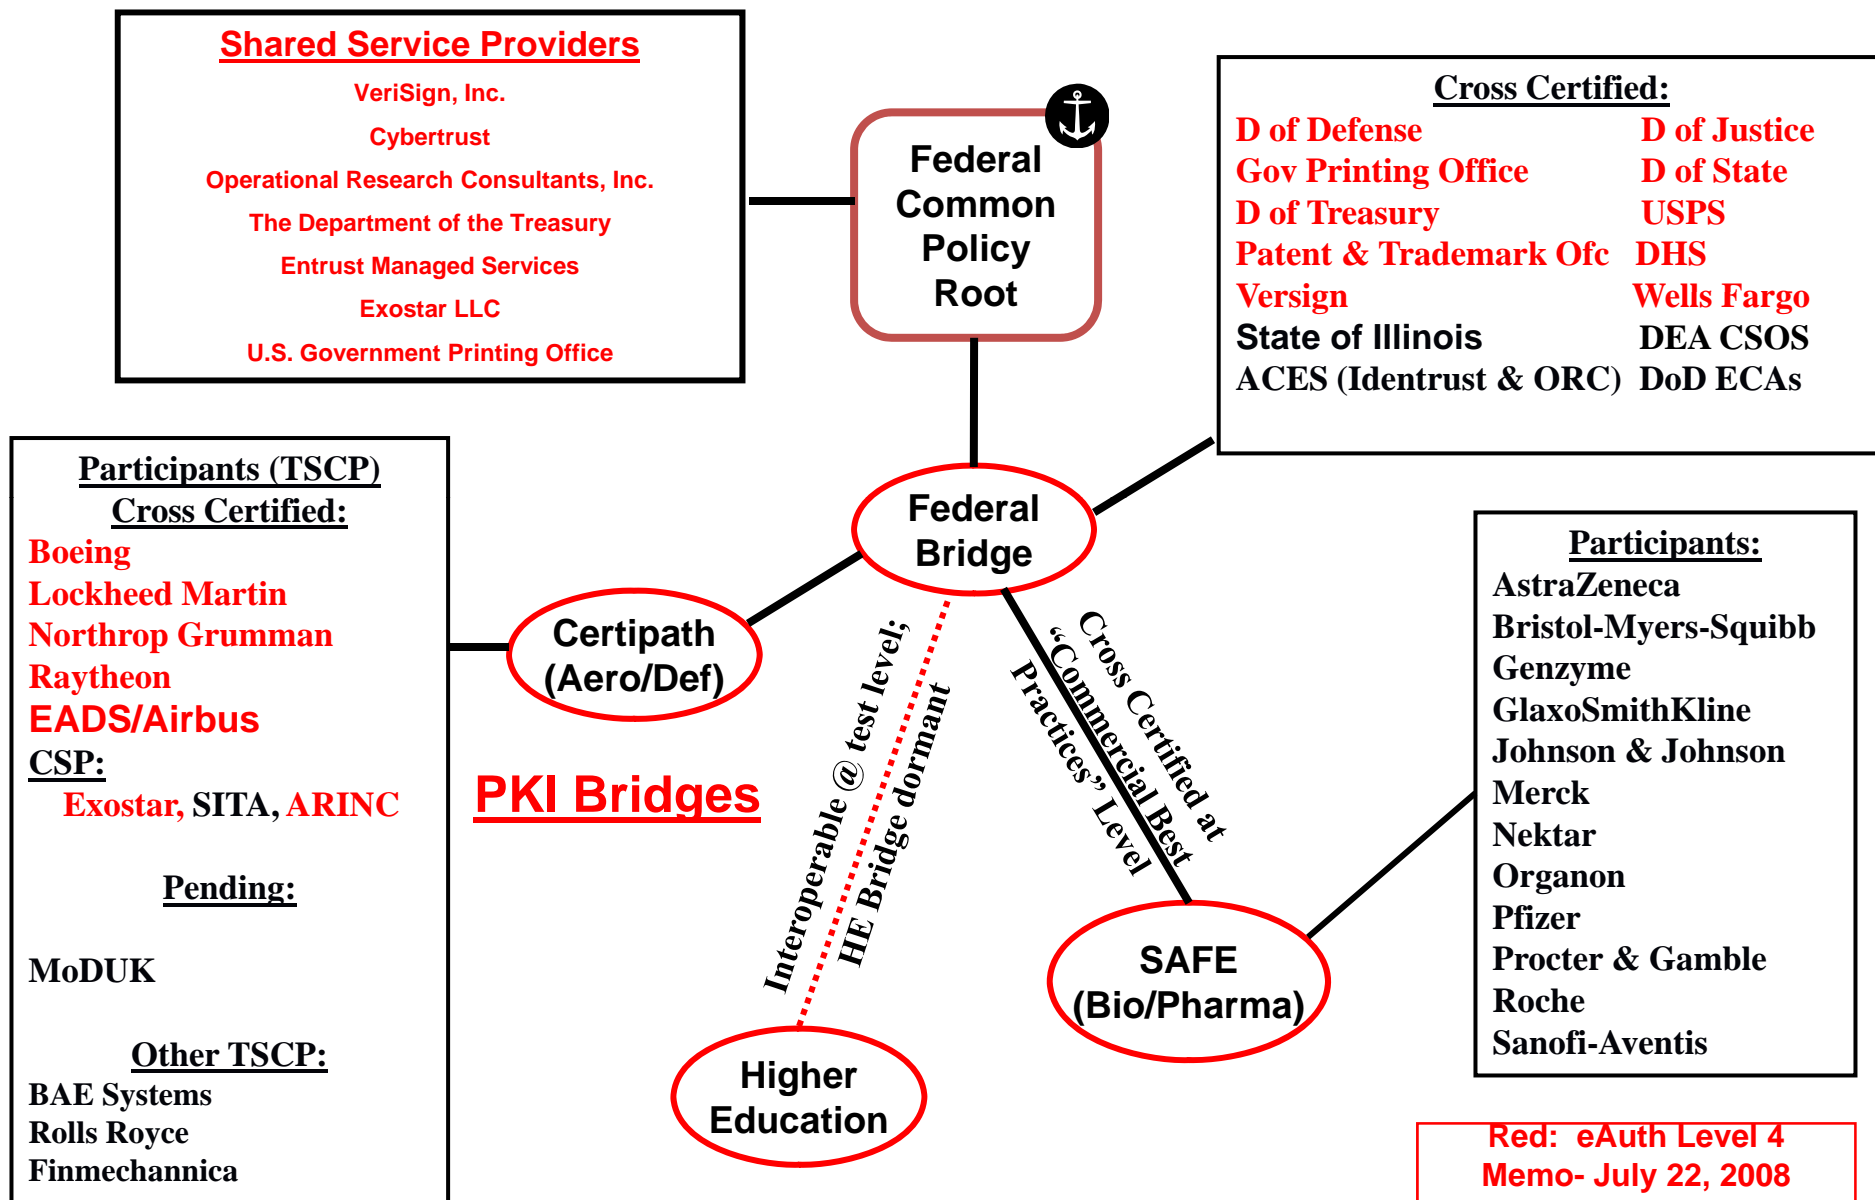 Shared Service Providers
VeriSign, Inc.
Cybertrust
Operational Research Consultants, Inc.
The Department of the Treasury
Entrust Managed Services
Exostar LLC
U.S. Government Printing Office
Federal
Common
Policy
Root
Cross Certified:
D of Defense D of Justice
Gov Printing Office D of State
D of Treasury USPS
Patent & Trademark Ofc DHS
Versign Wells Fargo
State of Illinois DEA CSOS
ACES (Identrust & ORC) DoD ECAs
Participants (TSCP)
Cross Certified:
Boeing
Lockheed Martin
Northrop Grumman
Raytheon
EADS/Airbus
CSP:
Exostar, SITA, ARINC
Pending:
MoDUK
Other TSCP:
BAE Systems
Rolls Royce
Finmechannica
Federal
Bridge
Certipath
(Aero/Def)
PKI Bridges
Interoperable @ test level;
HE Bridge dormant
Cross Certified at
“Commercial Best
Practices” Level
Higher
Education
SAFE
(Bio/Pharma)
Participants:
AstraZeneca
Bristol-Myers-Squibb
Genzyme
GlaxoSmithKline
Johnson & Johnson
Merck
Nektar
Organon
Pfizer
Procter & Gamble
Roche
Sanofi-Aventis
Red: eAuth Level 4
Memo- July 22, 2008